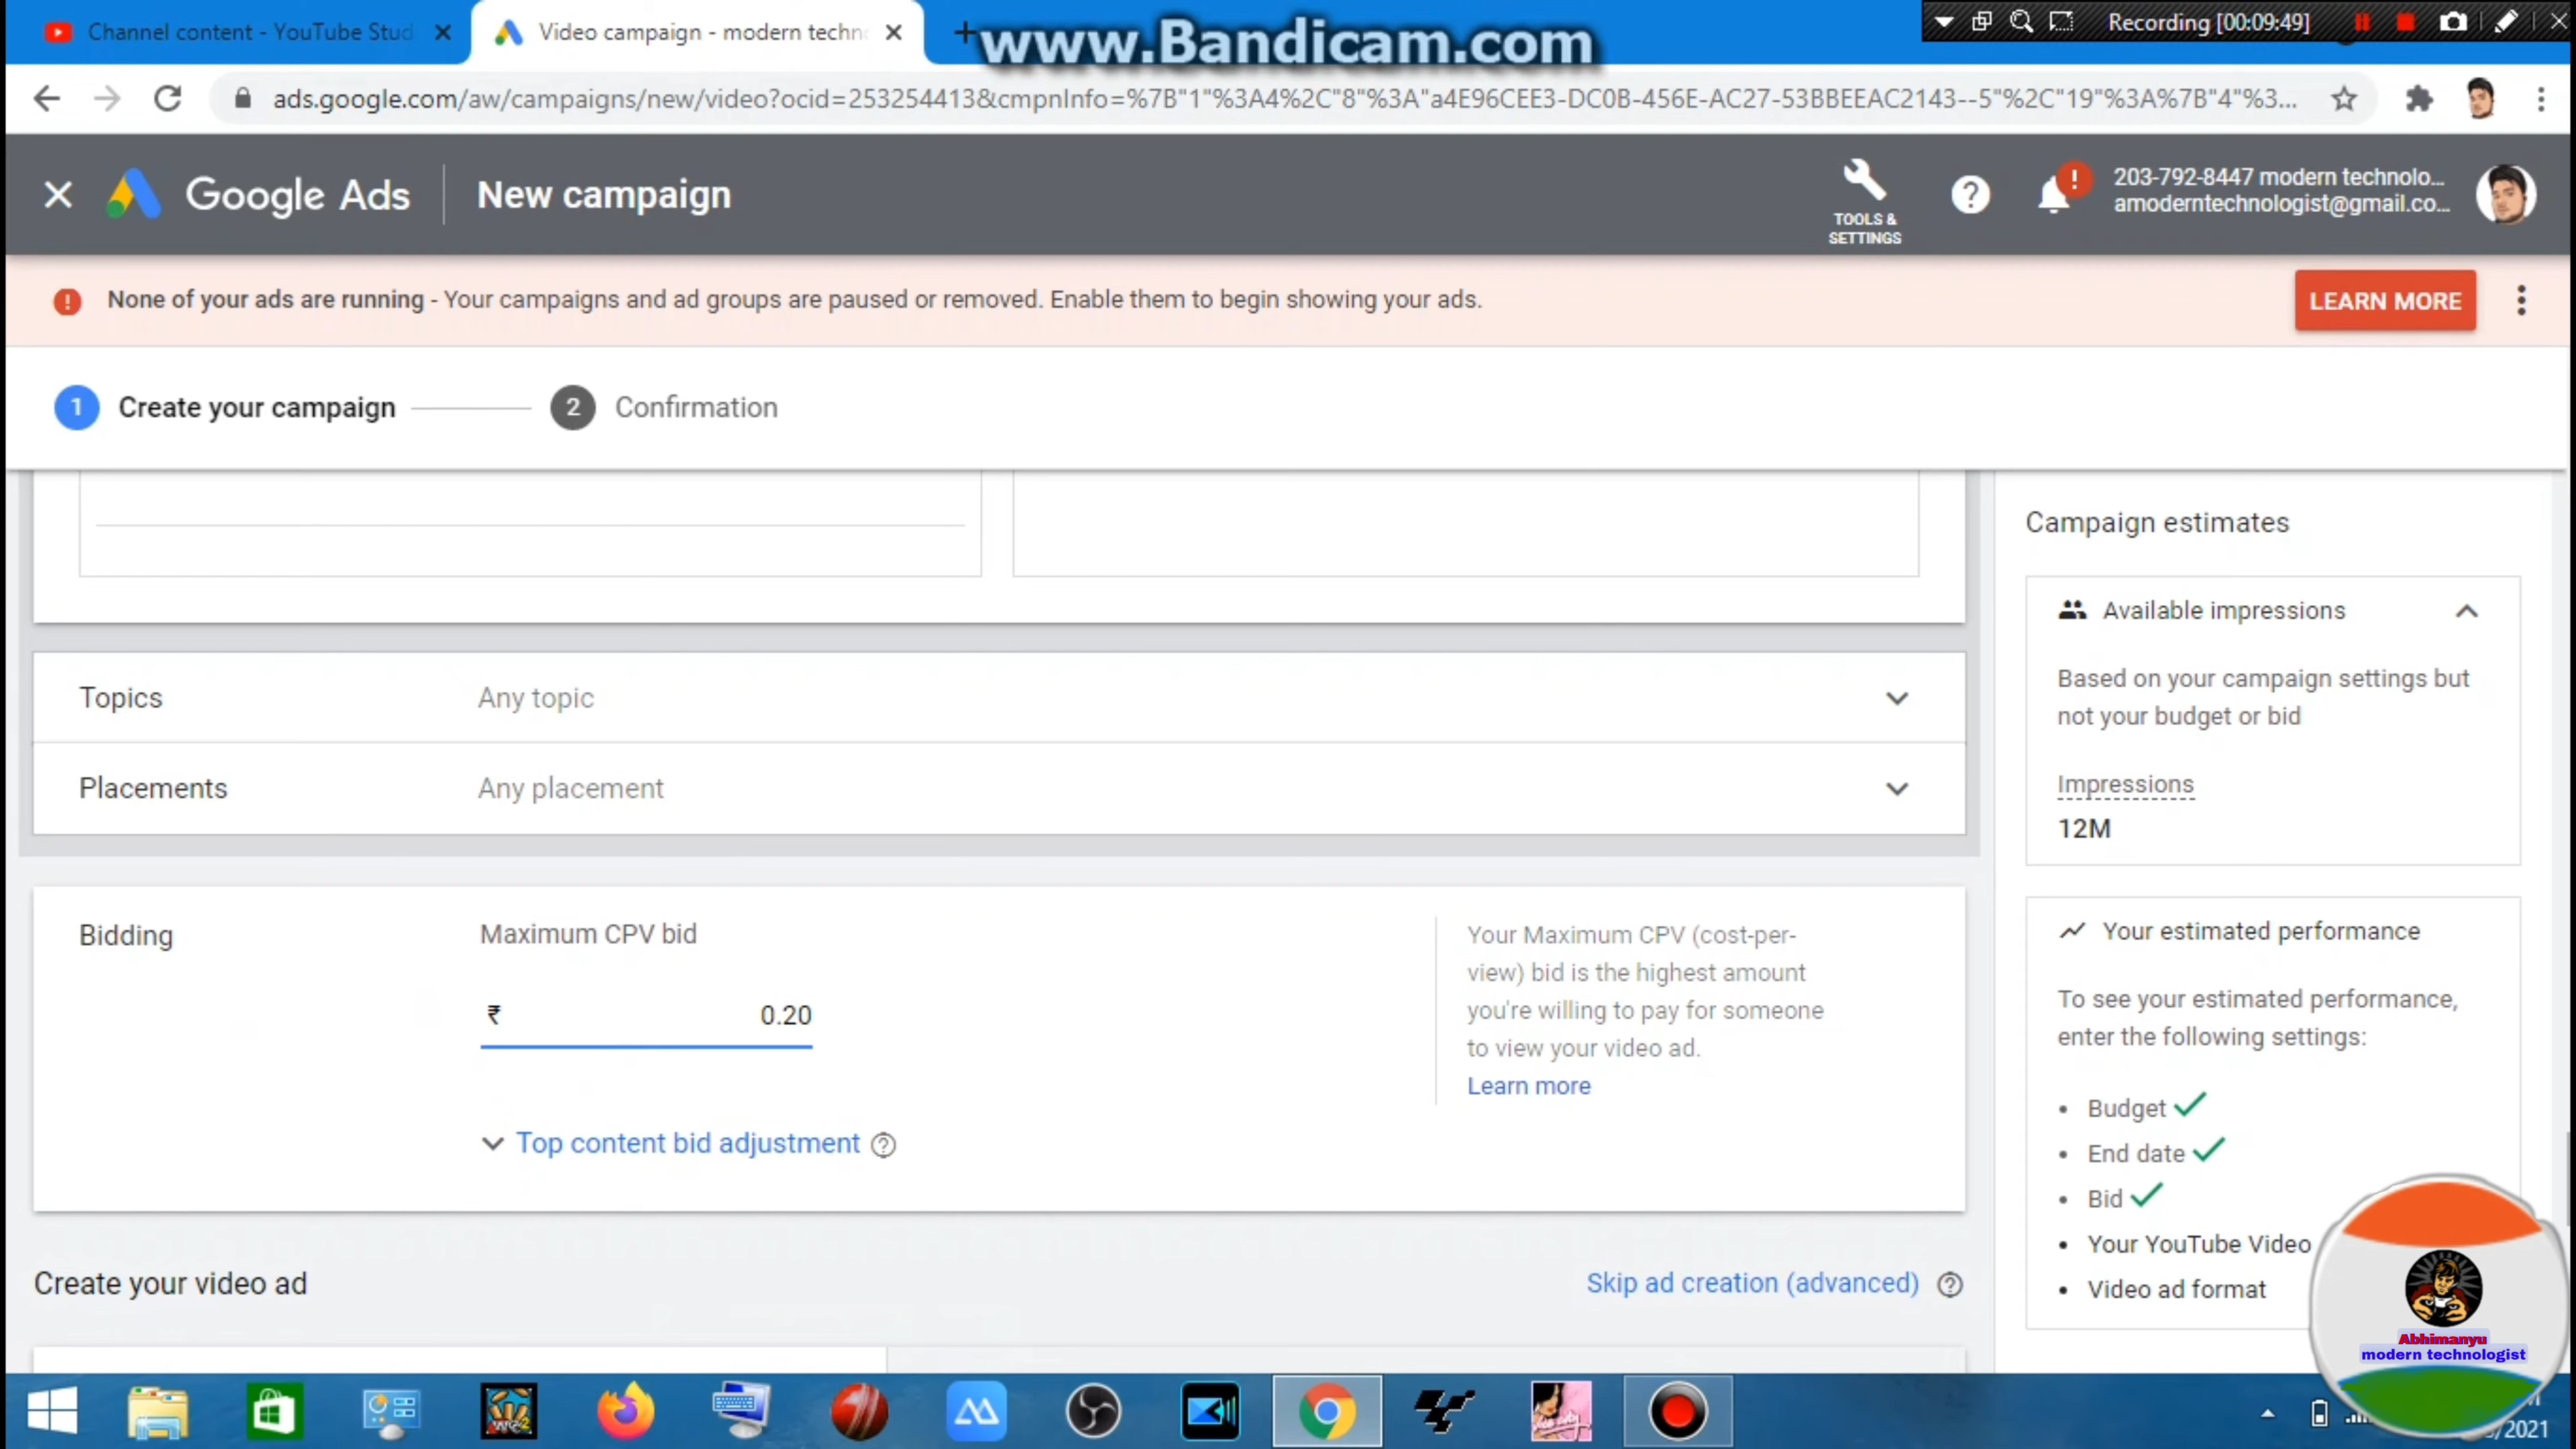 Channel content - YouTube Stud
Video campaign - modern techn
www.Bandicam.com
Recording [00:09:49]
ads.google.com/aw/campaigns/new/video?ocid=253254413&cmpnInfo=%7B"1"%3A4%2C"8"%3A"a4E96CEE3-DC0B-456E-AC27-53BBEEAC2143--5"%2C"19"%3A%7B"4"%3...
Google Ads
New campaign
TOOLS &
SETTINGS
203-792-8447 modern technolo...
amoderntechnologist@gmail.co...
None of your ads are running - Your campaigns and ad groups are paused or removed. Enable them to begin showing your ads.
LEARN MORE
1 Create your campaign
2 Confirmation
Topics Any topic
Placements Any placement
Bidding
Maximum CPV bid
₹ 0.20
Top content bid adjustment
Your Maximum CPV (cost-per-
view) bid is the highest amount
you're willing to pay for someone
to view your video ad.
Learn more
Create your video ad
Skip ad creation (advanced)
Campaign estimates
Available impressions
Based on your campaign settings but
not your budget or bid
Impressions
12M
Your estimated performance
To see your estimated performance,
enter the following settings:
• Budget
• End date
• Bid
• Your YouTube Video
• Video ad format
Abhimanyu
modern technologist
/2021